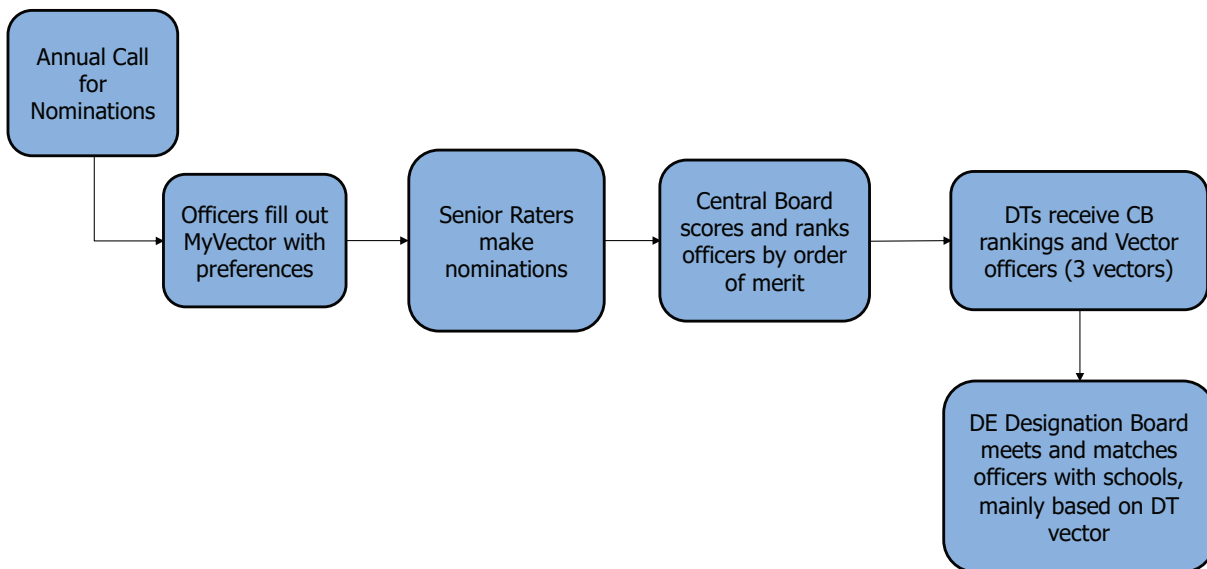 Annual Call
for
Nominations
Officers fill out
MyVector with
preferences
Senior Raters
make
nominations
Central Board
scores and ranks
officers by order
of merit
DTs receive CB
rankings and Vector
officers (3 vectors)
DE Designation Board
meets and matches
officers with schools,
mainly based on DT
vector